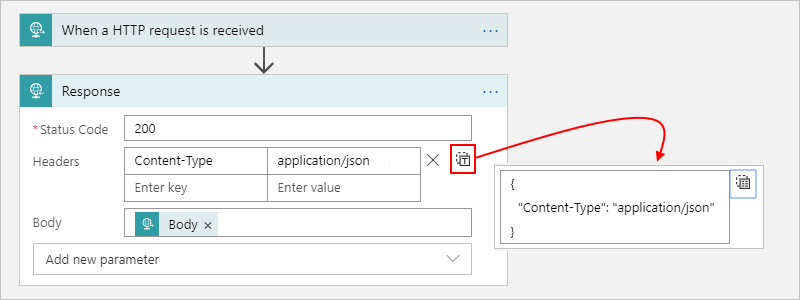 When a HTTP request is received
Response
*Status Code 200
Headers Content-Type application/json
Enter key Enter value
Body Body
Add new parameter
{
"Content-Type": "application/json"
}